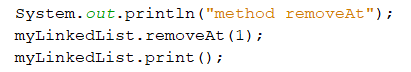 System.out.println("method removeAt");
myLinkedList.removeAt(1);
myLinkedList.print();